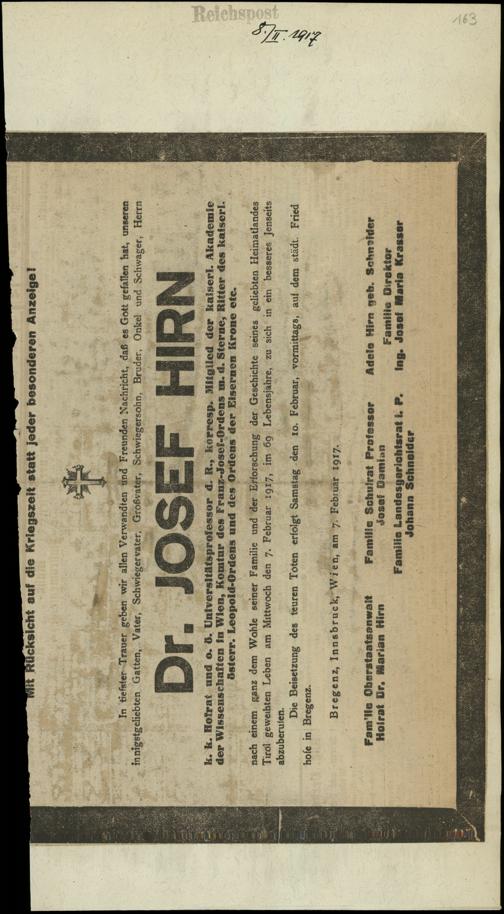 Reichspost
8./II. 1917
163
Mit Rücksicht auf die Kriegszeit statt jeder besonderen Anzeige!
In tiefster Trauer geben wir allen Verwandten und Freunden Nachricht, daß es Gott gefallen hat, unseren
innigstgeliebten Gatten, Vater, Schwiegervater, Großvater, Schwiegersohn, Bruder, Onkel und Schwager, Herrn
Dr. JOSEF HIRN
k. k. Hofrat und o. ö. Universitätsprofessor d. R., korresp. Mitglied der kaiserl. Akademie
der Wissenschaften in Wien, Komtur des Franz-Josef-Ordens m. d. Sterne, Ritter des kaiserl.
österr. Leopold-Ordens und des Ordens der Eisernen Krone etc.
nach einem ganz dem Wohle seiner Familie und der Erforschung der Geschichte seines geliebten Heimatlandes
Tirol geweihten Leben am Mittwoch den 7. Februar 1917, im 69 Lebensjahre, zu sich in ein besseres Jenseits
abzuberufen.
Die Beisetzung des teuren Toten erfolgt Samstag den 10. Februar, vormittags, auf dem städt. Fried
hofe in Bregenz.
Bregenz, Innsbruck, Wien, am 7. Februar 1917.
Familie Oberstaatsanwalt
Hofrat Dr. Marian Hirn
Familie Schulrat Professor
Josef Damian
Familie Landesgerichtsrat i. P.
Johann Schneider
Adele Hirn geb. Schneider
Familie Direktor
Ing. Josef Maria Krasser